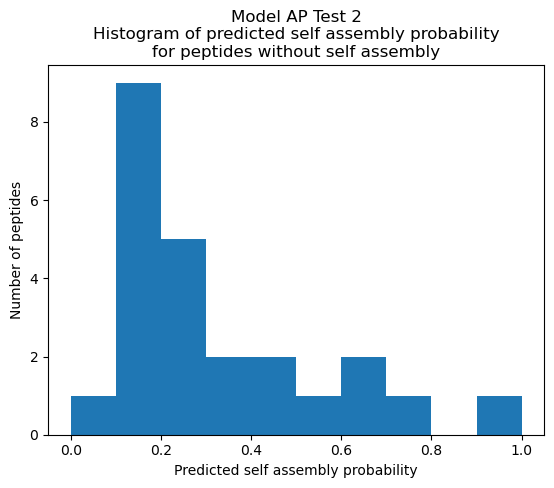 Model AP Test 2
Histogram of predicted self assembly probability
for peptides without self assembly
Number of peptides
8
6
4
2
0
0.0 0.2 0.4 0.6 0.8 1.0
Predicted self assembly probability